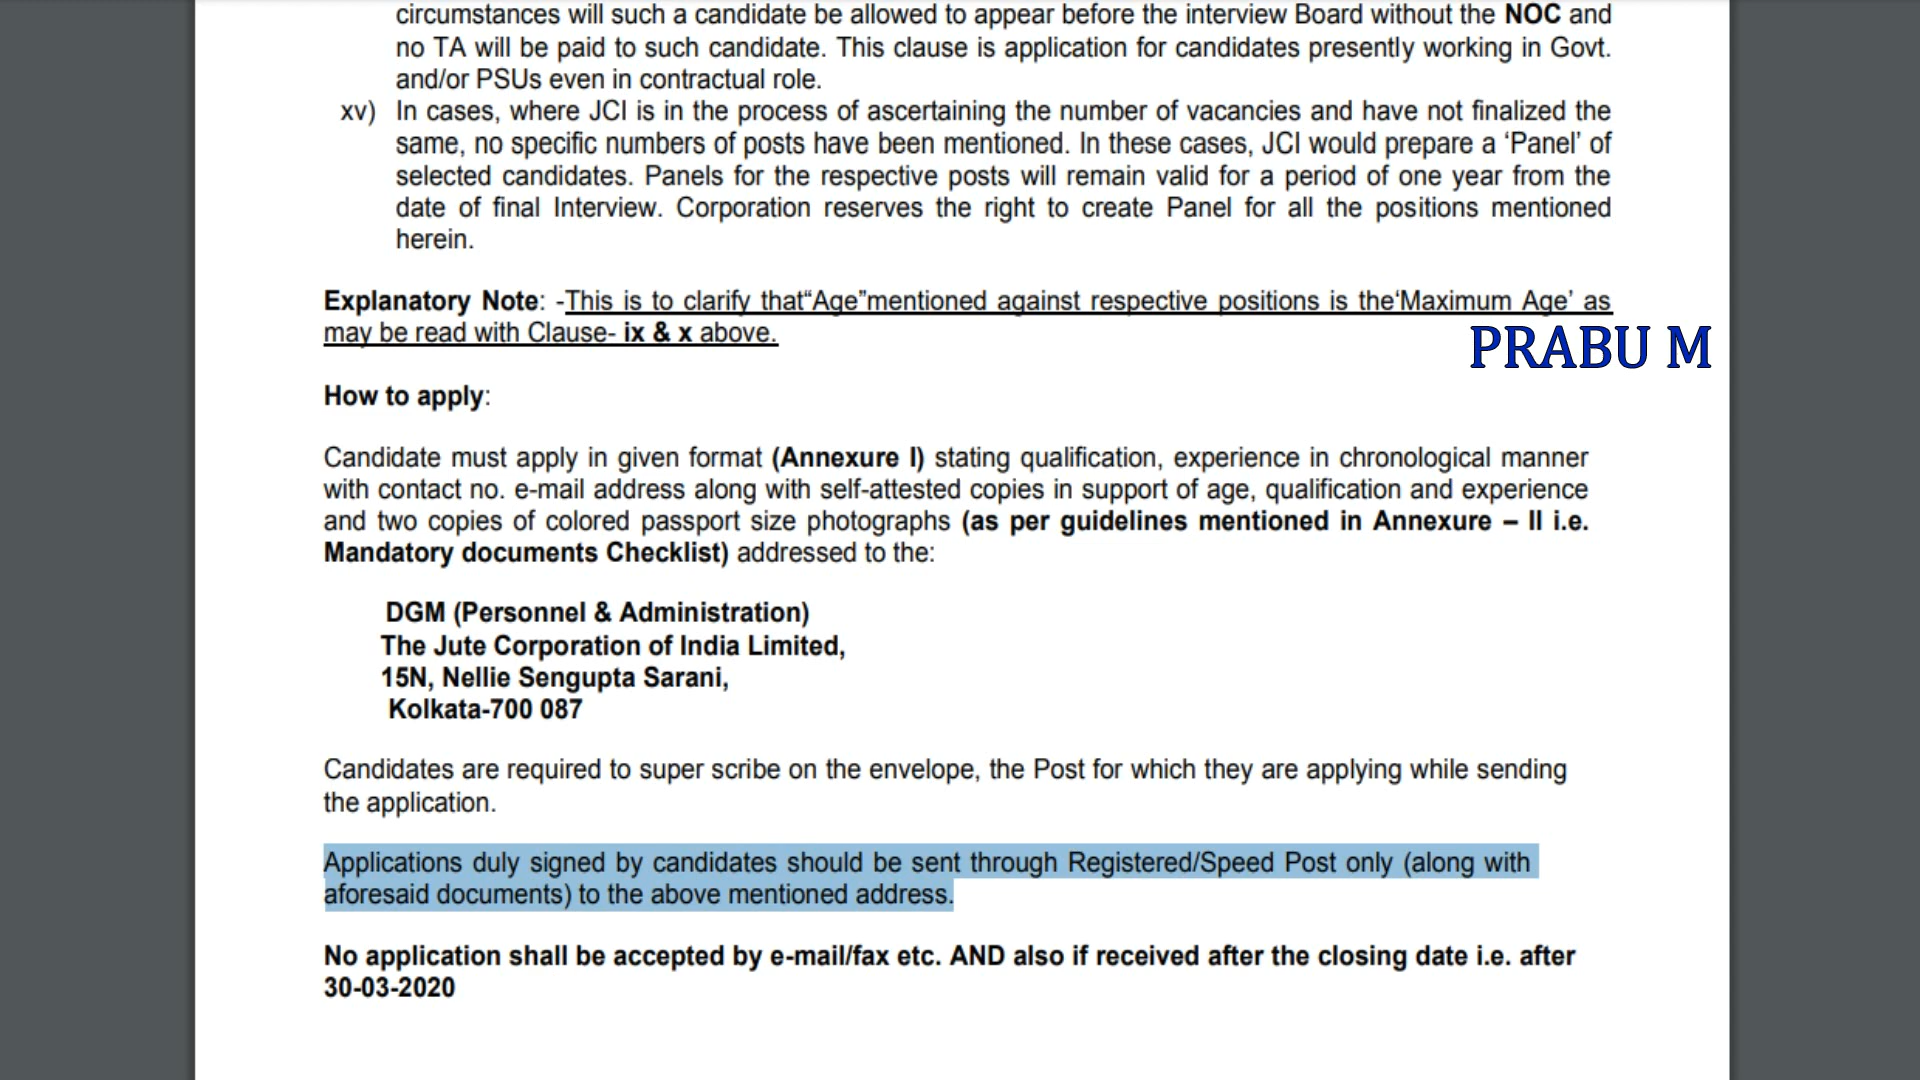 circumstances will such a candidate be allowed to appear before the interview Board without the NOC and
no TA will be paid to such candidate. This clause is application for candidates presently working in Govt.
and/or PSUs even in contractual role.
xv) In cases, where JCI is in the process of ascertaining the number of vacancies and have not finalized the
same, no specific numbers of posts have been mentioned. In these cases, JCI would prepare a ‘Panel’ of
selected candidates. Panels for the respective posts will remain valid for a period of one year from the
date of final Interview. Corporation reserves the right to create Panel for all the positions mentioned
herein.
Explanatory Note: -This is to clarify that“Age”mentioned against respective positions is the‘Maximum Age’ as
may be read with Clause- ix & x above.
PRABU M
How to apply:
Candidate must apply in given format (Annexure I) stating qualification, experience in chronological manner
with contact no. e-mail address along with self-attested copies in support of age, qualification and experience
and two copies of colored passport size photographs (as per guidelines mentioned in Annexure – II i.e.
Mandatory documents Checklist) addressed to the:
DGM (Personnel & Administration)
The Jute Corporation of India Limited,
15N, Nellie Sengupta Sarani,
Kolkata-700 087
Candidates are required to super scribe on the envelope, the Post for which they are applying while sending
the application.
Applications duly signed by candidates should be sent through Registered/Speed Post only (along with
aforesaid documents) to the above mentioned address.
No application shall be accepted by e-mail/fax etc. AND also if received after the closing date i.e. after
30-03-2020